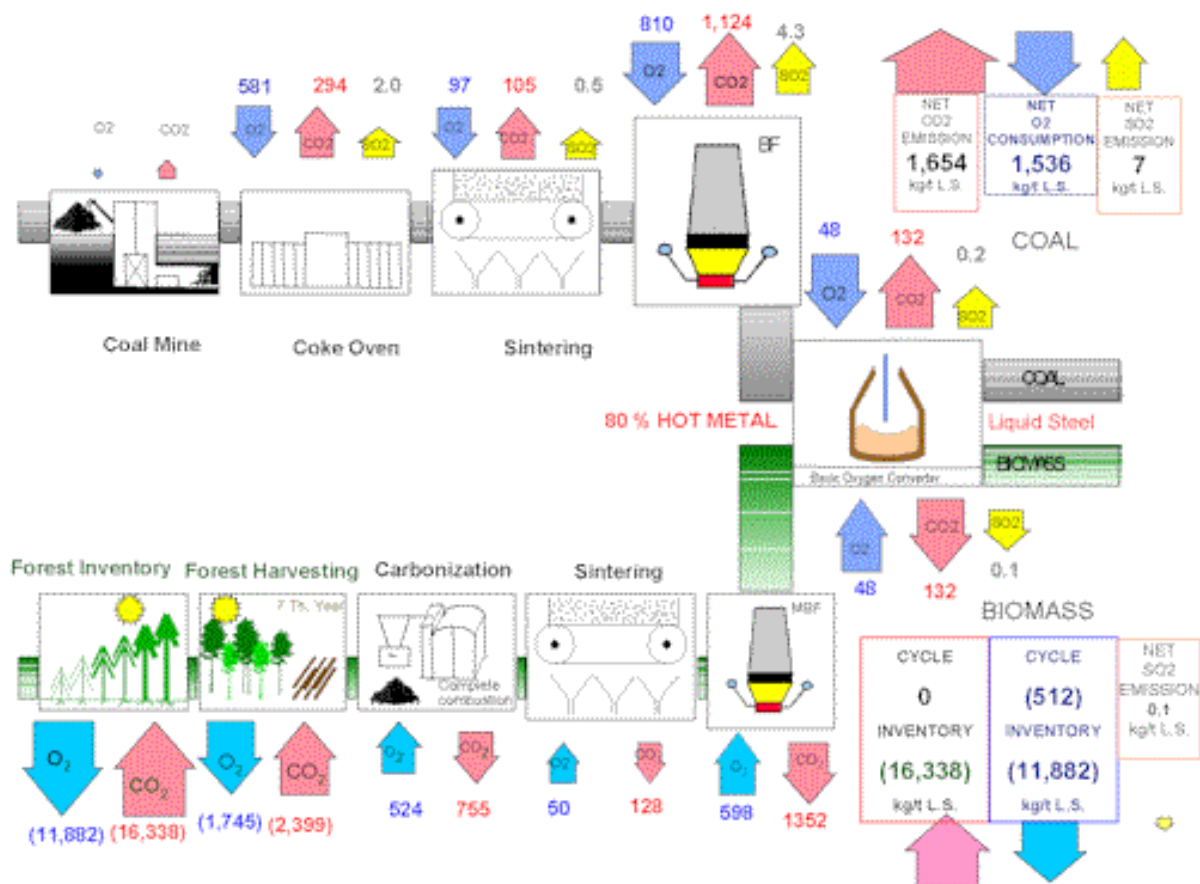 810
1,124
4.3
O2
CO2
SO2
581
294
2.0
97
105
0.5
O2
CO2
O2
CO2
SO2
O2
CO2
SO2
BF
NET
CO2
EMISSION
1,654
kg/t L.S.
NET
O2
CONSUMPTION
1,536
kg/t L.S.
NET
SO2
EMISSION
7
kg/t L.S.
COAL
48
132
0.2
O2
CO2
SO2
Coal Mine
Coke Oven
Sintering
80 % HOT METAL
COAL
Liquid Steel
BIOMASS
Basic Oxygen Converter
O2
CO2
SO2
48
132
0.1
BIOMASS
Forest Inventory
Forest Harvesting
Carbonization
Sintering
7 Th. Year
Complete
combustion
MBF
O2
CO2
O2
CO2
O2
CO2
O2
CO2
O2
CO2
(11,882)
(16,338)
(1,745)
(2,399)
524
755
50
128
598
1352
CYCLE
0
INVENTORY
(16,338)
kg/t L.S.
CYCLE
(512)
INVENTORY
(11,882)
kg/t L.S.
NET
SO2
EMISSION
0.1
kg/t L.S.